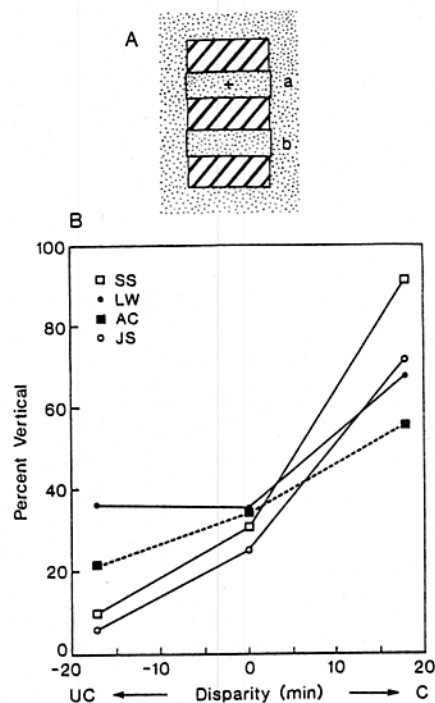 A
a
b
B
100
80
60
40
20
0
Percent Vertical
SS
LW
AC
JS
-20
-10
0
10
20
UC
Disparity (min)
C